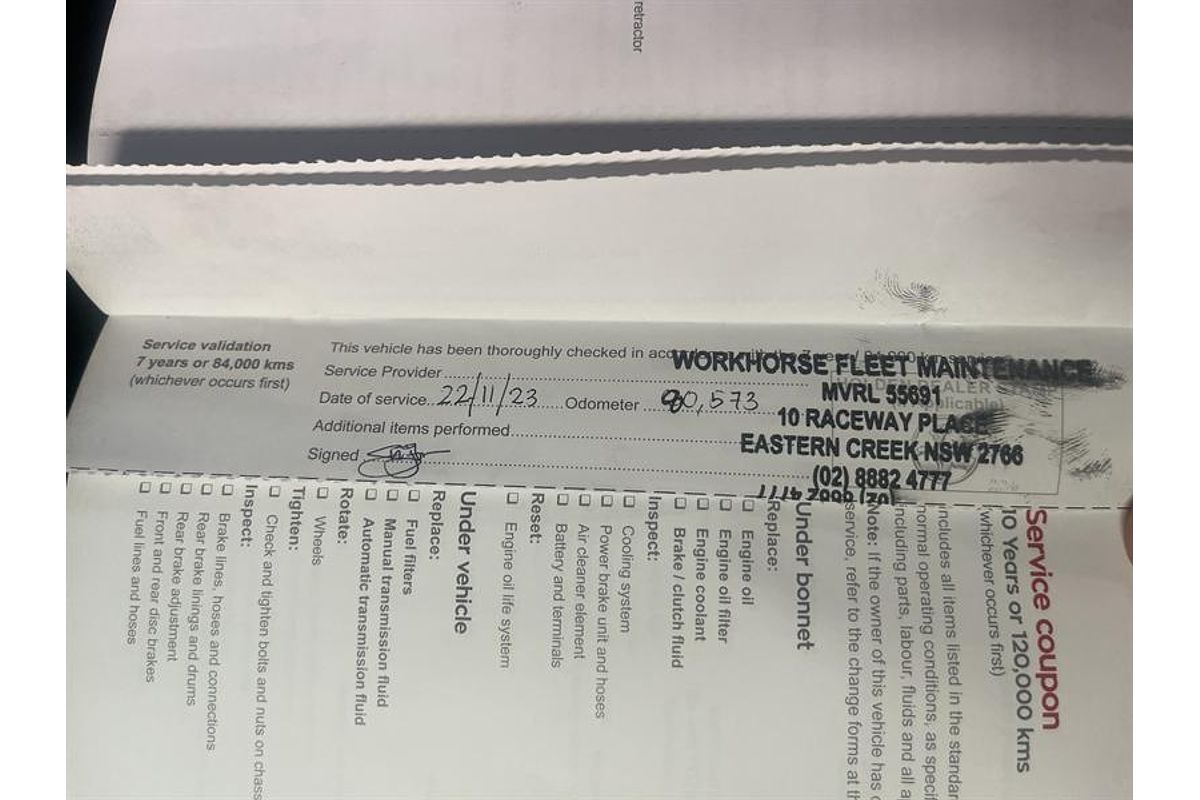 retractor
Service validation
7 years or 84,000 kms
(whichever occurs first)
This vehicle has been thoroughly checked in
Service Provider
Date of service 22/11/23 Odometer 80,573
Additional items performed
Signed
WORKHORSE FLEET MAINTENANCE
MVRL 55691
10 RACEWAY PLACE
EASTERN CREEK NSW 2766
(02) 8882 4777
Service coupon
10 Years or 120,000 kms
(whichever occurs first)
includes all items listed in the standar
normal operating conditions, as specif
including parts, labour, fluids and all a
Note: If the owner of this vehicle has
service, refer to the change forms at th
Under bonnet
Replace:
Engine oil
Engine oil filter
Engine coolant
Brake / clutch fluid
Inspect:
Cooling system
Power brake unit and hoses
Air cleaner element
Battery and terminals
Reset:
Engine oil life system
Under vehicle
Replace:
Fuel filters
Manual transmission fluid
Automatic transmission fluid
Rotate:
Wheels
Tighten:
Check and tighten bolts and nuts on chass
Inspect:
Brake lines, hoses and connections
Rear brake linings and drums
Rear brake adjustment
Front and rear disc brakes
Fuel lines and hoses